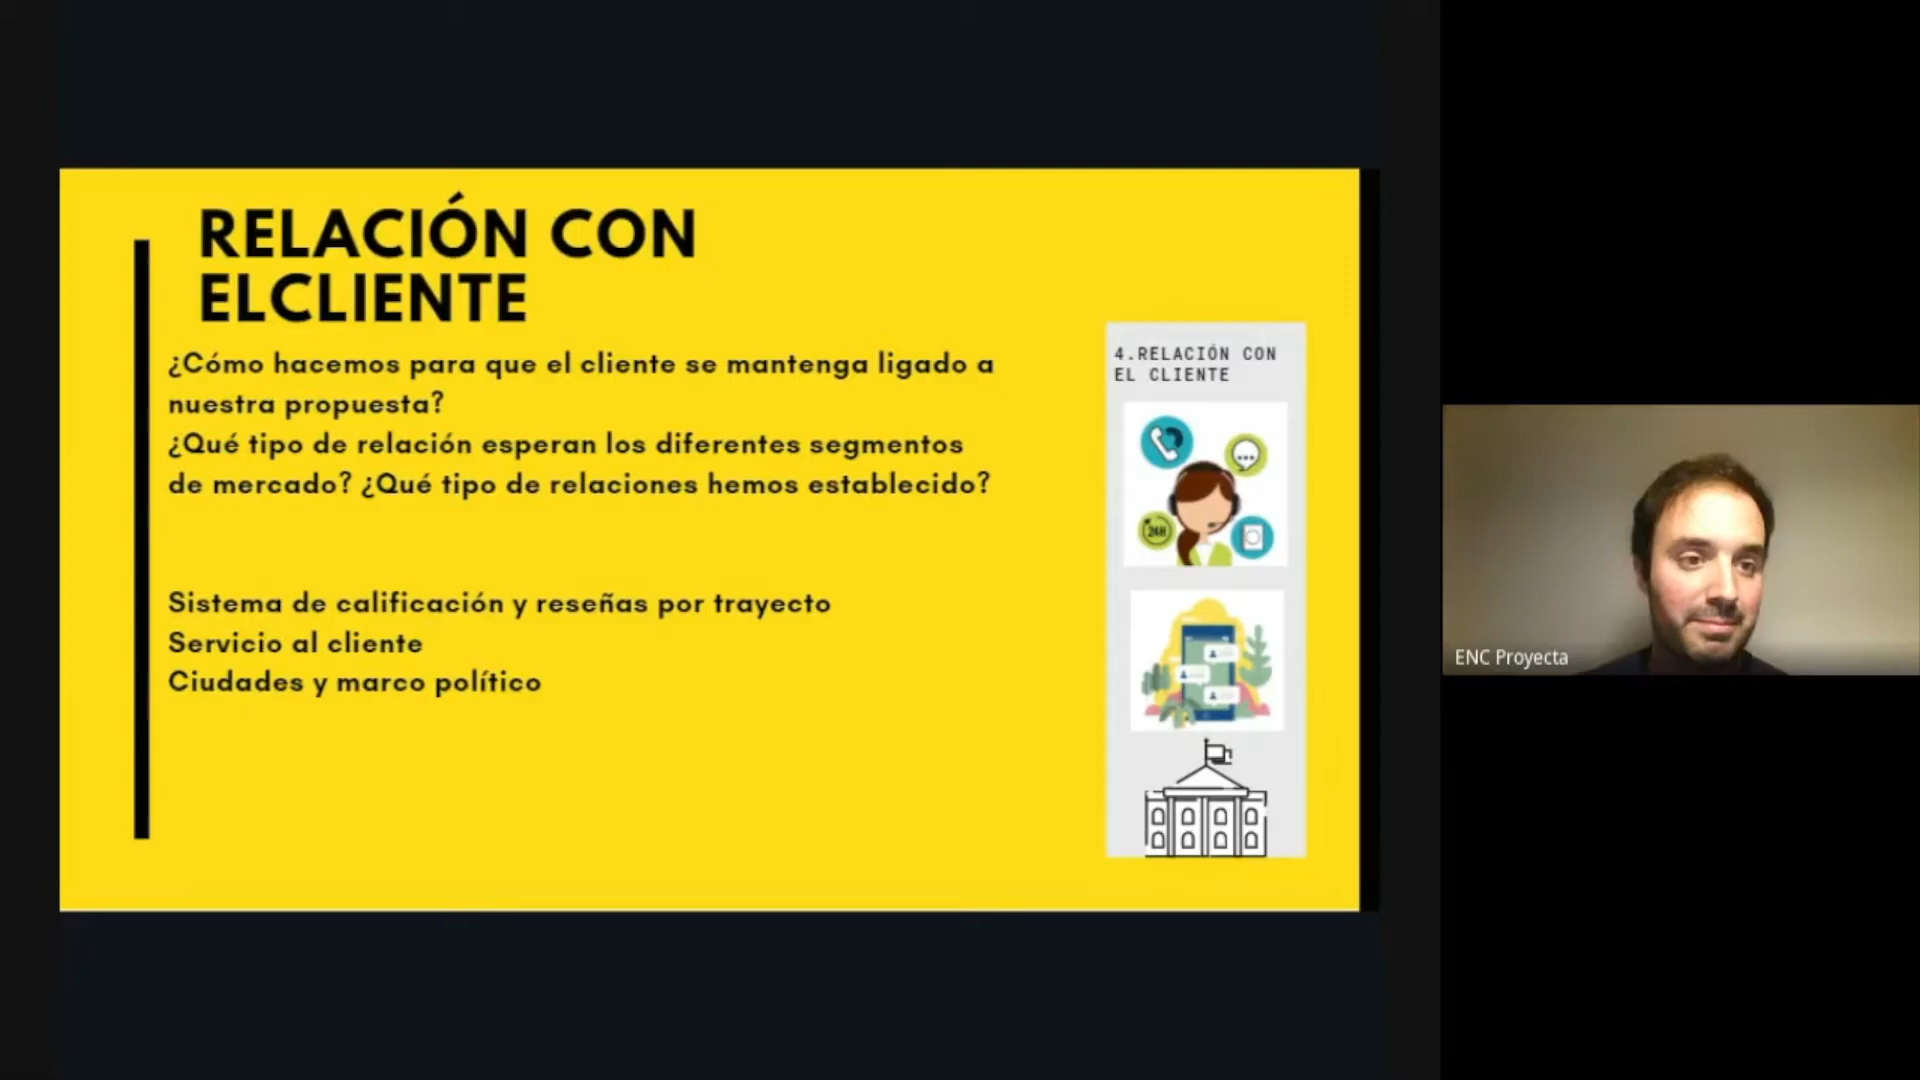 RELACIÓN CON
ELCLIENTE
¿Cómo hacemos para que el cliente se mantenga ligado a
nuestra propuesta?
¿Qué tipo de relación esperan los diferentes segmentos
de mercado? ¿Qué tipo de relaciones hemos establecido?
Sistema de calificación y reseñas por trayecto
Servicio al cliente
Ciudades y marco político
4.RELACIÓN CON
EL CLIENTE
24H
ENC Proyecta